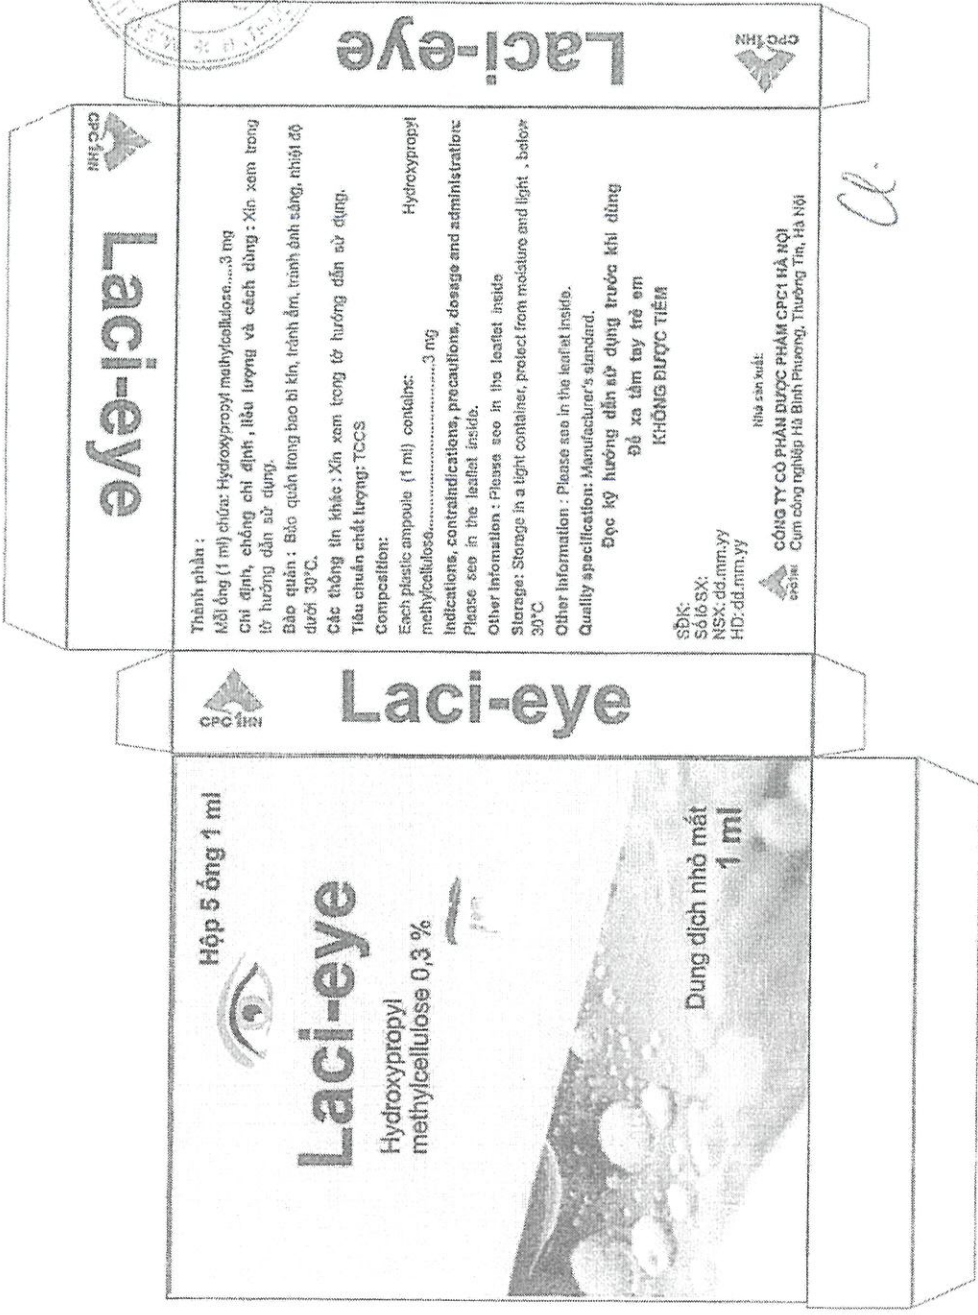 Hộp 5 ống 1 ml
Laci-eye
Hydroxypropyl
methylcellulose 0,3 %
Dung dịch nhỏ mắt
1 ml
CPC1HN
Laci-eye
CPC1HN
Laci-eye
Thành phần :
Mỗi ống (1 ml) chứa: Hydroxypropyl methylcellulose.....3 mg
Chỉ định, chống chỉ định , liều lượng và cách dùng : Xin xem trong
tờ hướng dẫn sử dụng.
Bảo quản : Bảo quản trong bao bì kín, tránh ẩm, tránh ánh sáng, nhiệt độ
dưới 30°C.
Các thông tin khác : Xin xem trong tờ hướng dẫn sử dụng.
Tiêu chuẩn chất lượng: TCCS
Composition:
Each plastic ampoule (1 ml) contains: Hydroxypropyl
methylcellulose...............................3 mg
Indications, contraindications, precautions, dosage and administration:
Please see in the leaflet inside.
Other Infomation : Please see in the leaflet inside
Storage: Storage in a tight container, protect from moisture and light , below
30°C
Other Information : Please see in the leaflet inside.
Quality specification: Manufacturer's standard.
Đọc kỹ hướng dẫn sử dụng trước khi dùng
Để xa tầm tay trẻ em
KHÔNG ĐƯỢC TIÊM
SĐK:
Số lô SX:
NSX: dd.mm.yy
HD: dd.mm.yy
Nhà sản xuất:
CPC1HN
CÔNG TY CỔ PHẦN DƯỢC PHẨM CPC1 HÀ NỘI
Cụm công nghiệp Hà Bình Phương, Thường Tín, Hà Nội
Laci-eye
CPC1HN